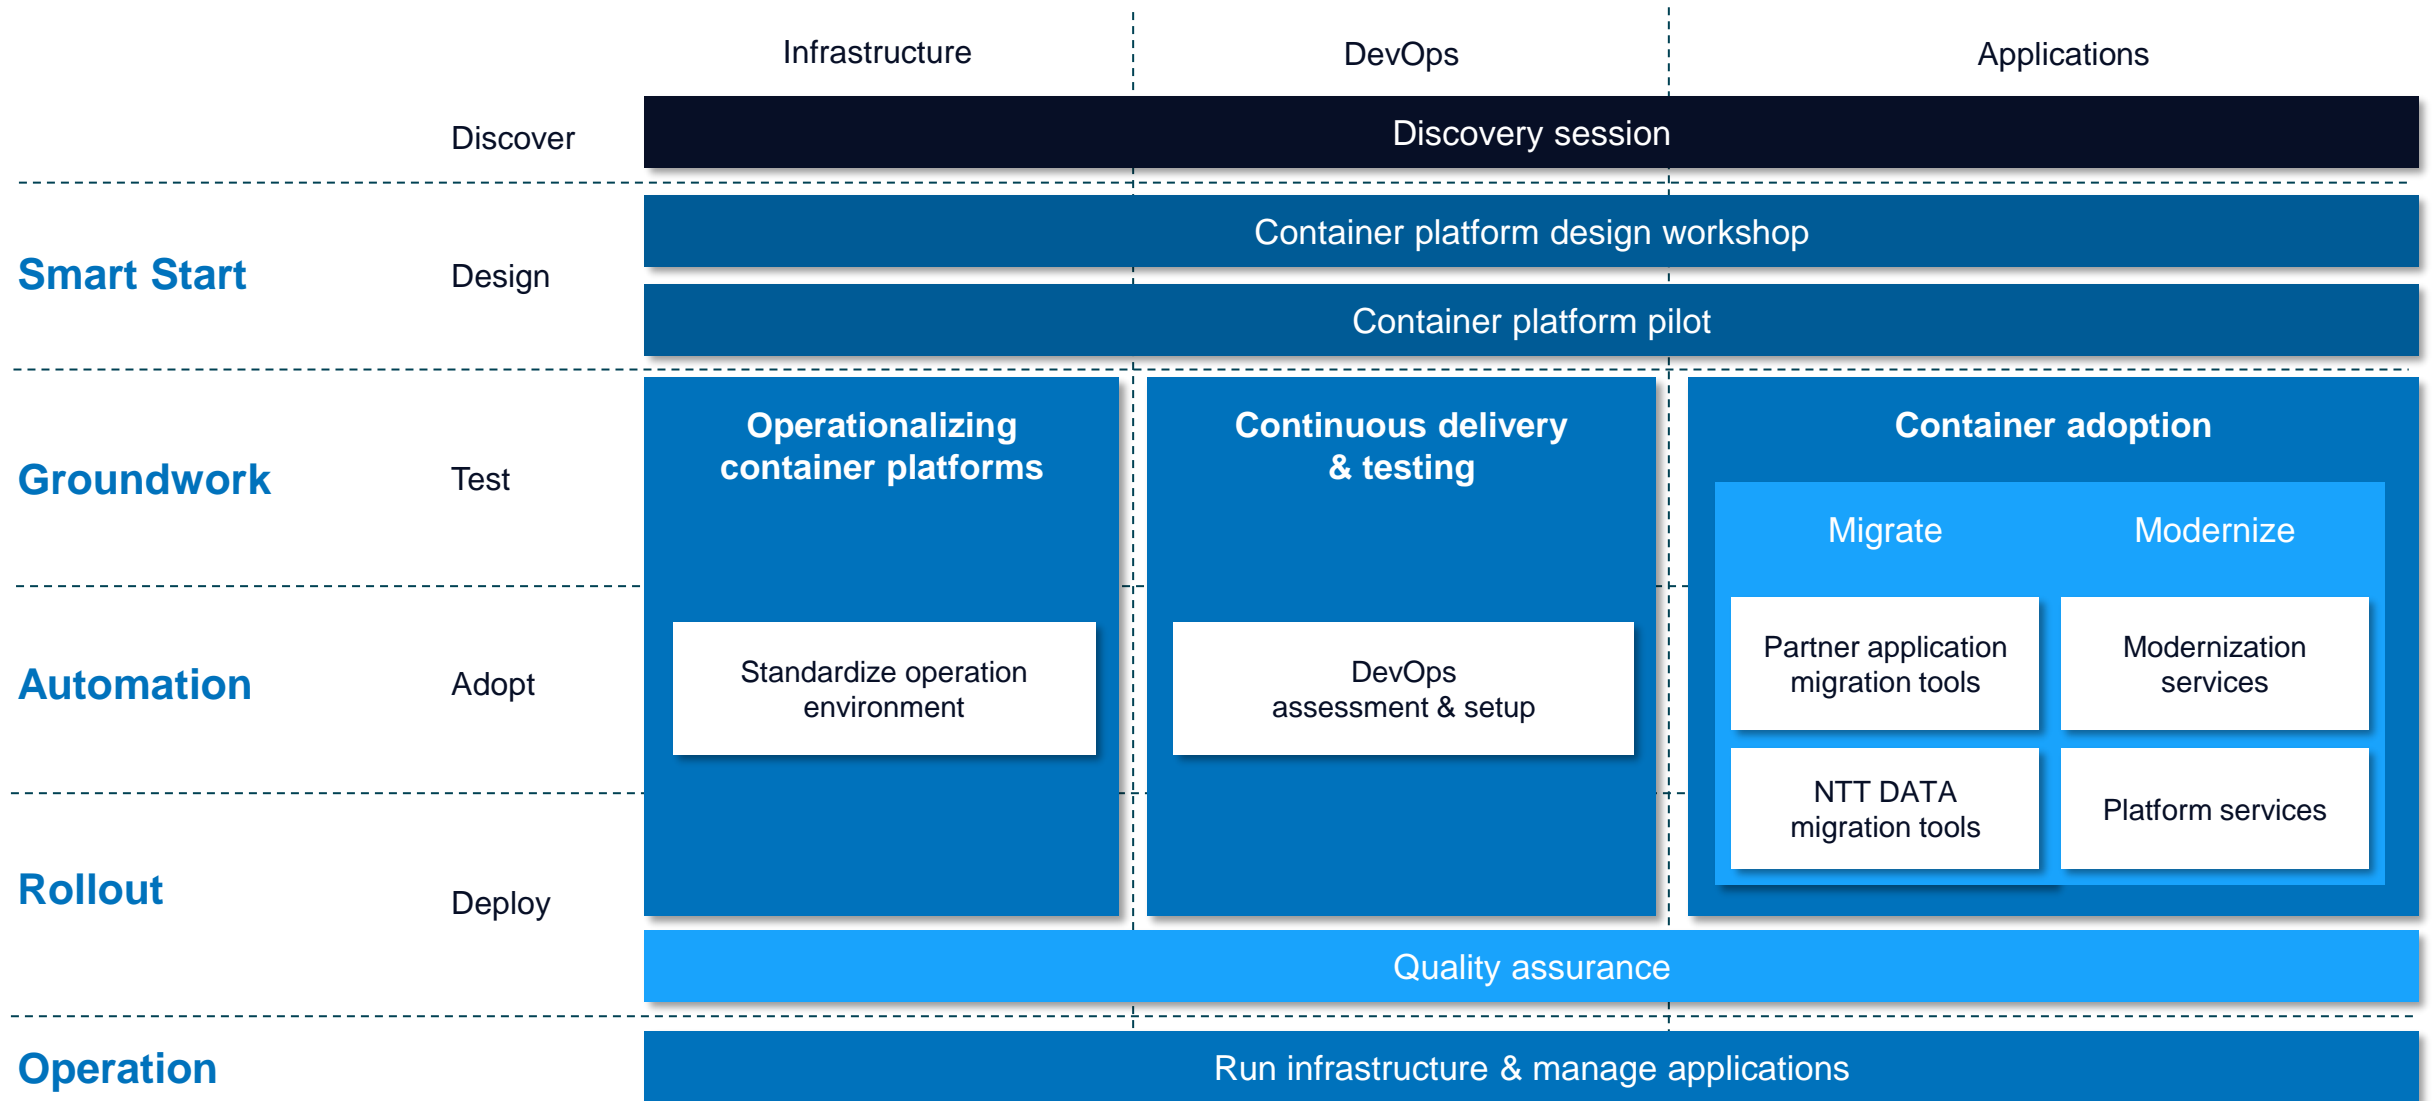 Infrastructure
DevOps
Applications
Discover
Discovery session
Smart Start
Design
Container platform design workshop
Container platform pilot
Groundwork
Test
Operationalizing
container platforms
Continuous delivery
& testing
Container adoption
Migrate
Modernize
Automation
Adopt
Standardize operation
environment
DevOps
assessment & setup
Partner application
migration tools
Modernization
services
NTT DATA
migration tools
Platform services
Rollout
Deploy
Quality assurance
Operation
Run infrastructure & manage applications